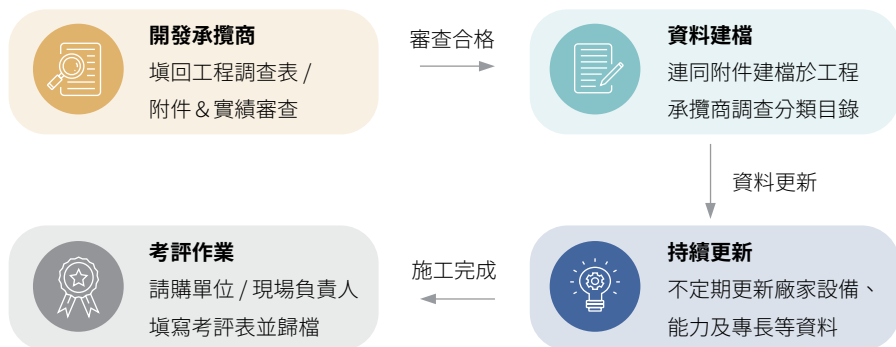 開發承攬商
填回工程調查表 /
附件 & 實績審查
審查合格
資料建檔
連同附件建檔於工程
承攬商調查分類目錄
資料更新
持續更新
不定期更新廠家設備、
能力及專長等資料
施工完成
考評作業
請購單位 / 現場負責人
填寫考評表並歸檔